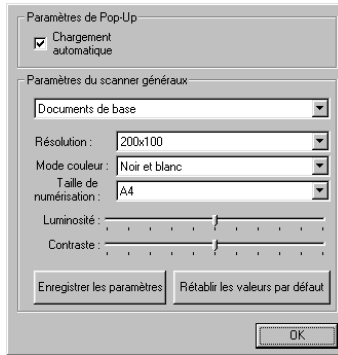 Paramètres de Pop-Up
Chargement
automatique
Paramètres du scanner généraux
Documents de base
Résolution :
200x100
Mode couleur :
Noir et blanc
Taille de
numérisation :
A4
Luminosité :
Contraste :
Enregistrer les paramètres
Rétablir les valeurs par défaut
OK